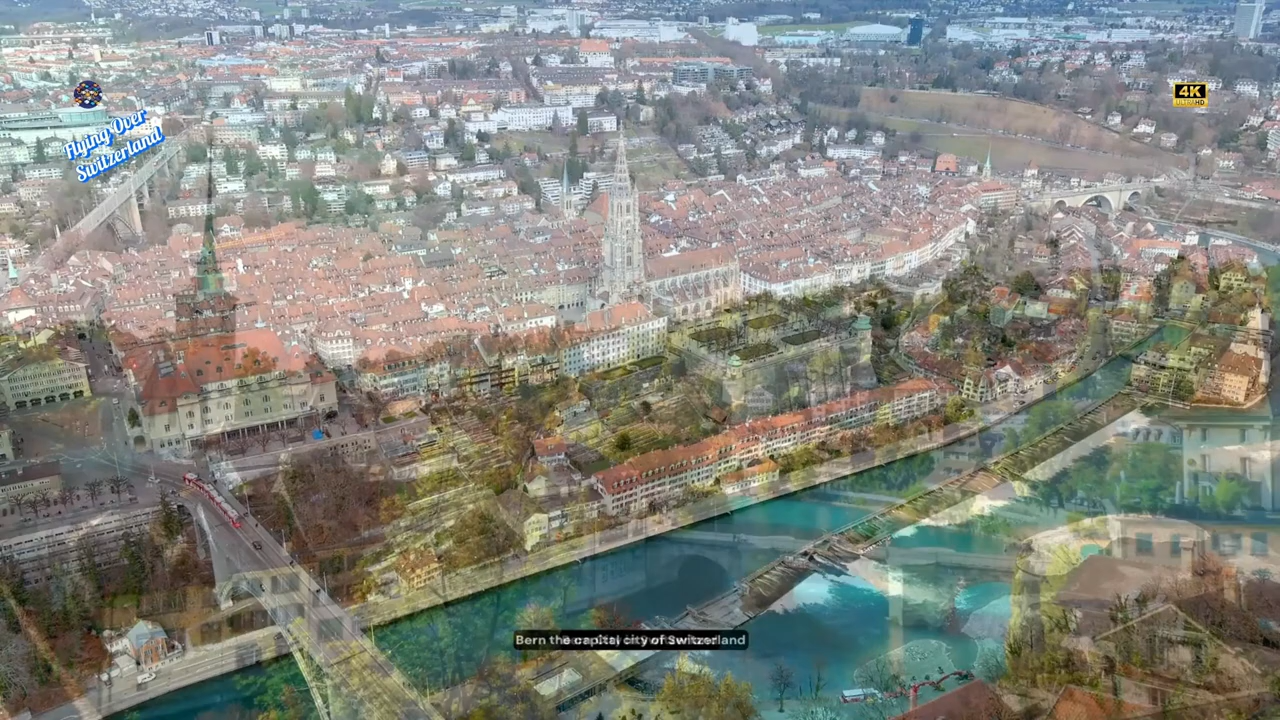 Flying Over
Switzerland
4K
ULTRA HD
Bern the capital city of Switzerland